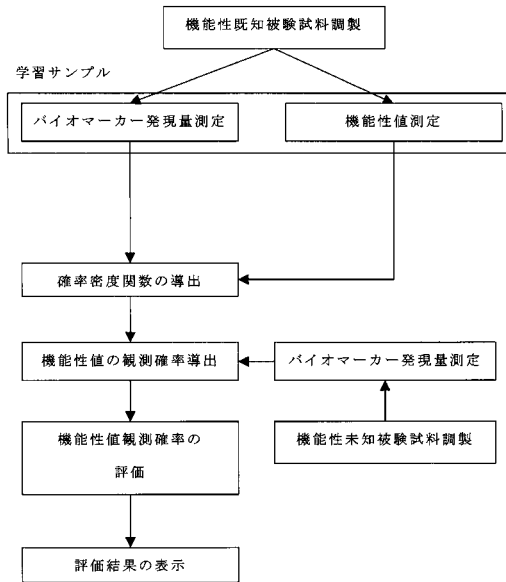 機能性既知被験試料調製
学習サンプル
バイオマーカー発現量測定
機能性値測定
確率密度関数の導出
機能性値の観測確率導出
バイオマーカー発現量測定
機能性未知被験試料調製
機能性値観測確率の
評価
評価結果の表示